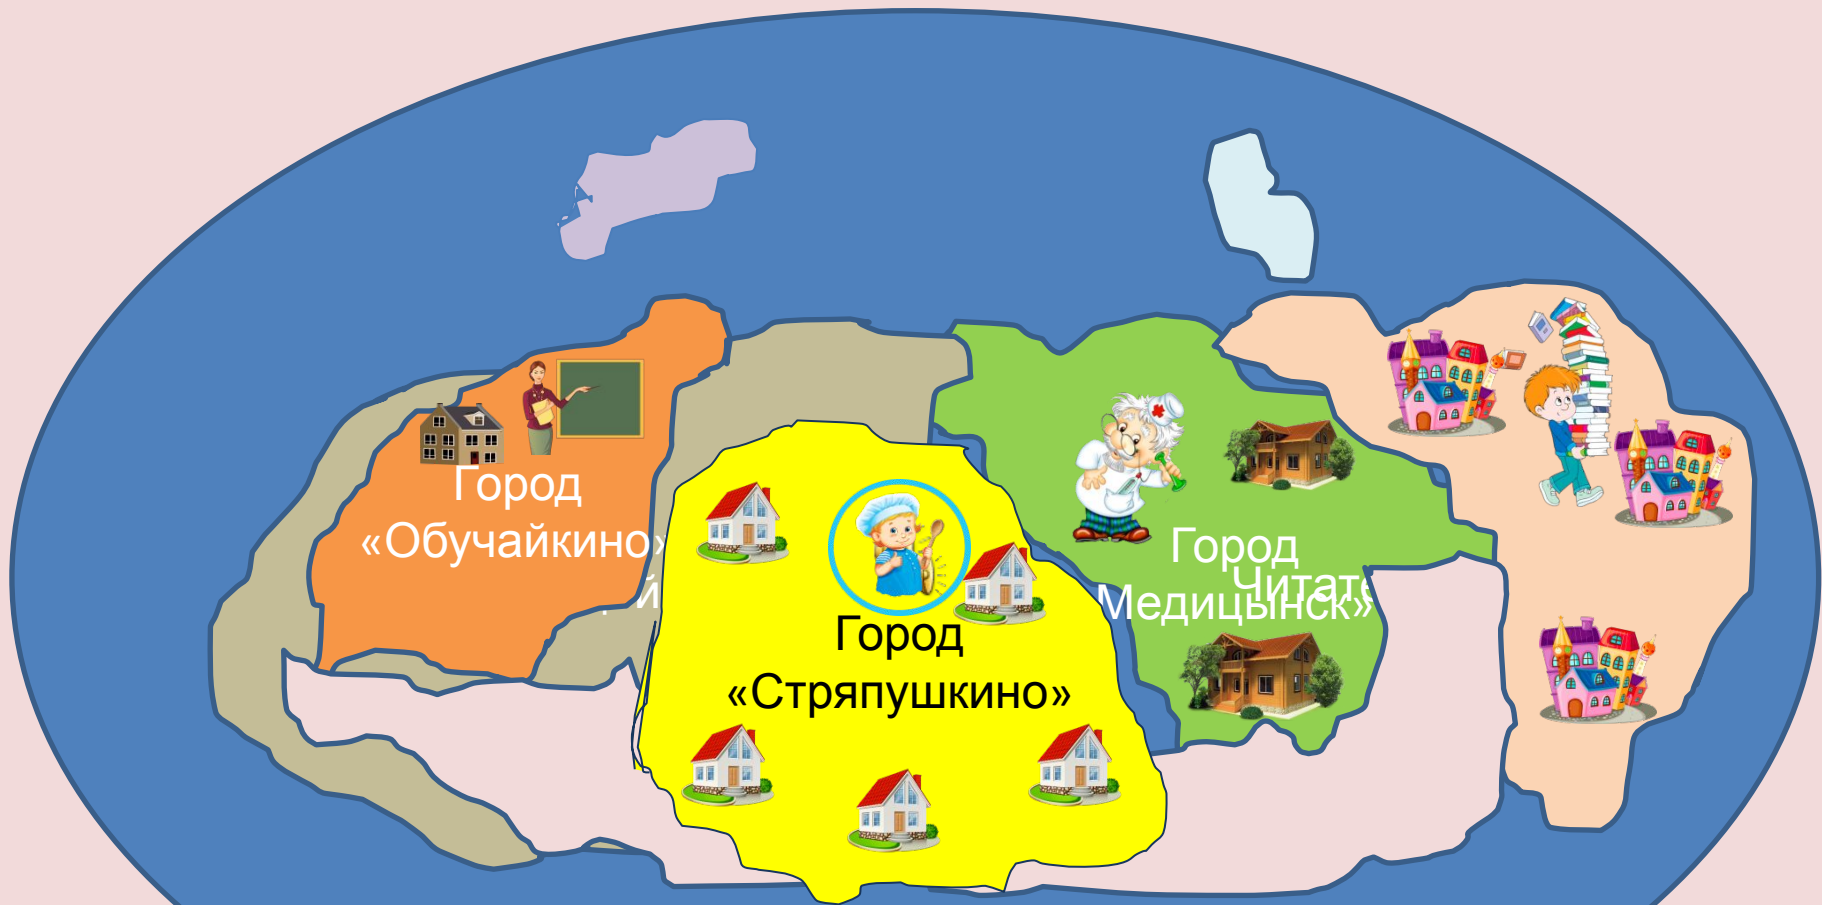 Город
«Обучайкино»
Город
«Стряпушкино»
Город
Медицынск»